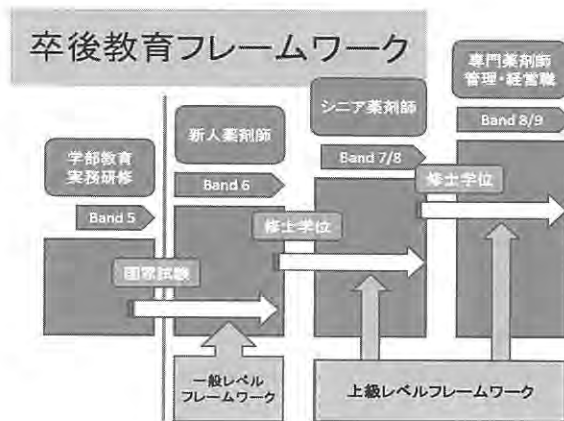 卒後教育フレームワーク
専門薬剤師
管理・経営職
Band 8/9
シニア薬剤師
Band 7/8
修士学位
新人薬剤師
Band 6
修士学位
学部教育
実務研修
Band 5
国家試験
一般レベル
フレームワーク
上級レベルフレームワーク